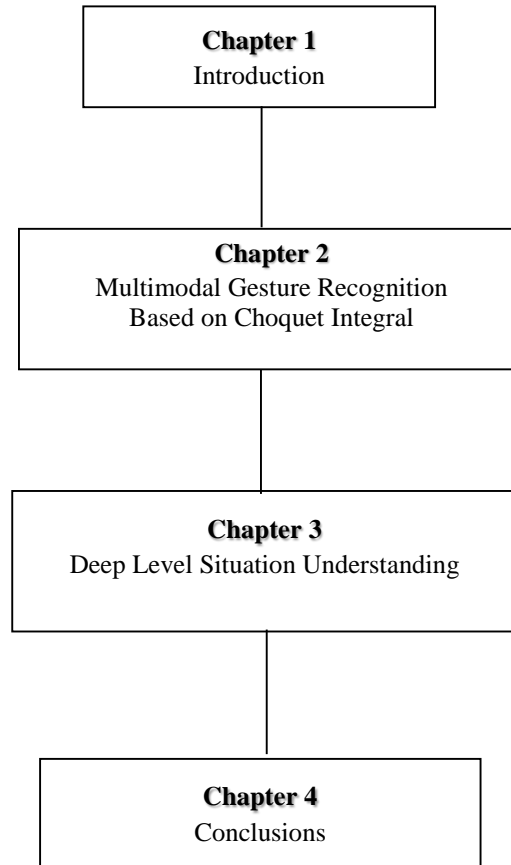 Chapter 1
Introduction
Chapter 2
Multimodal Gesture Recognition
Based on Choquet Integral
Chapter 3
Deep Level Situation Understanding
Chapter 4
Conclusions